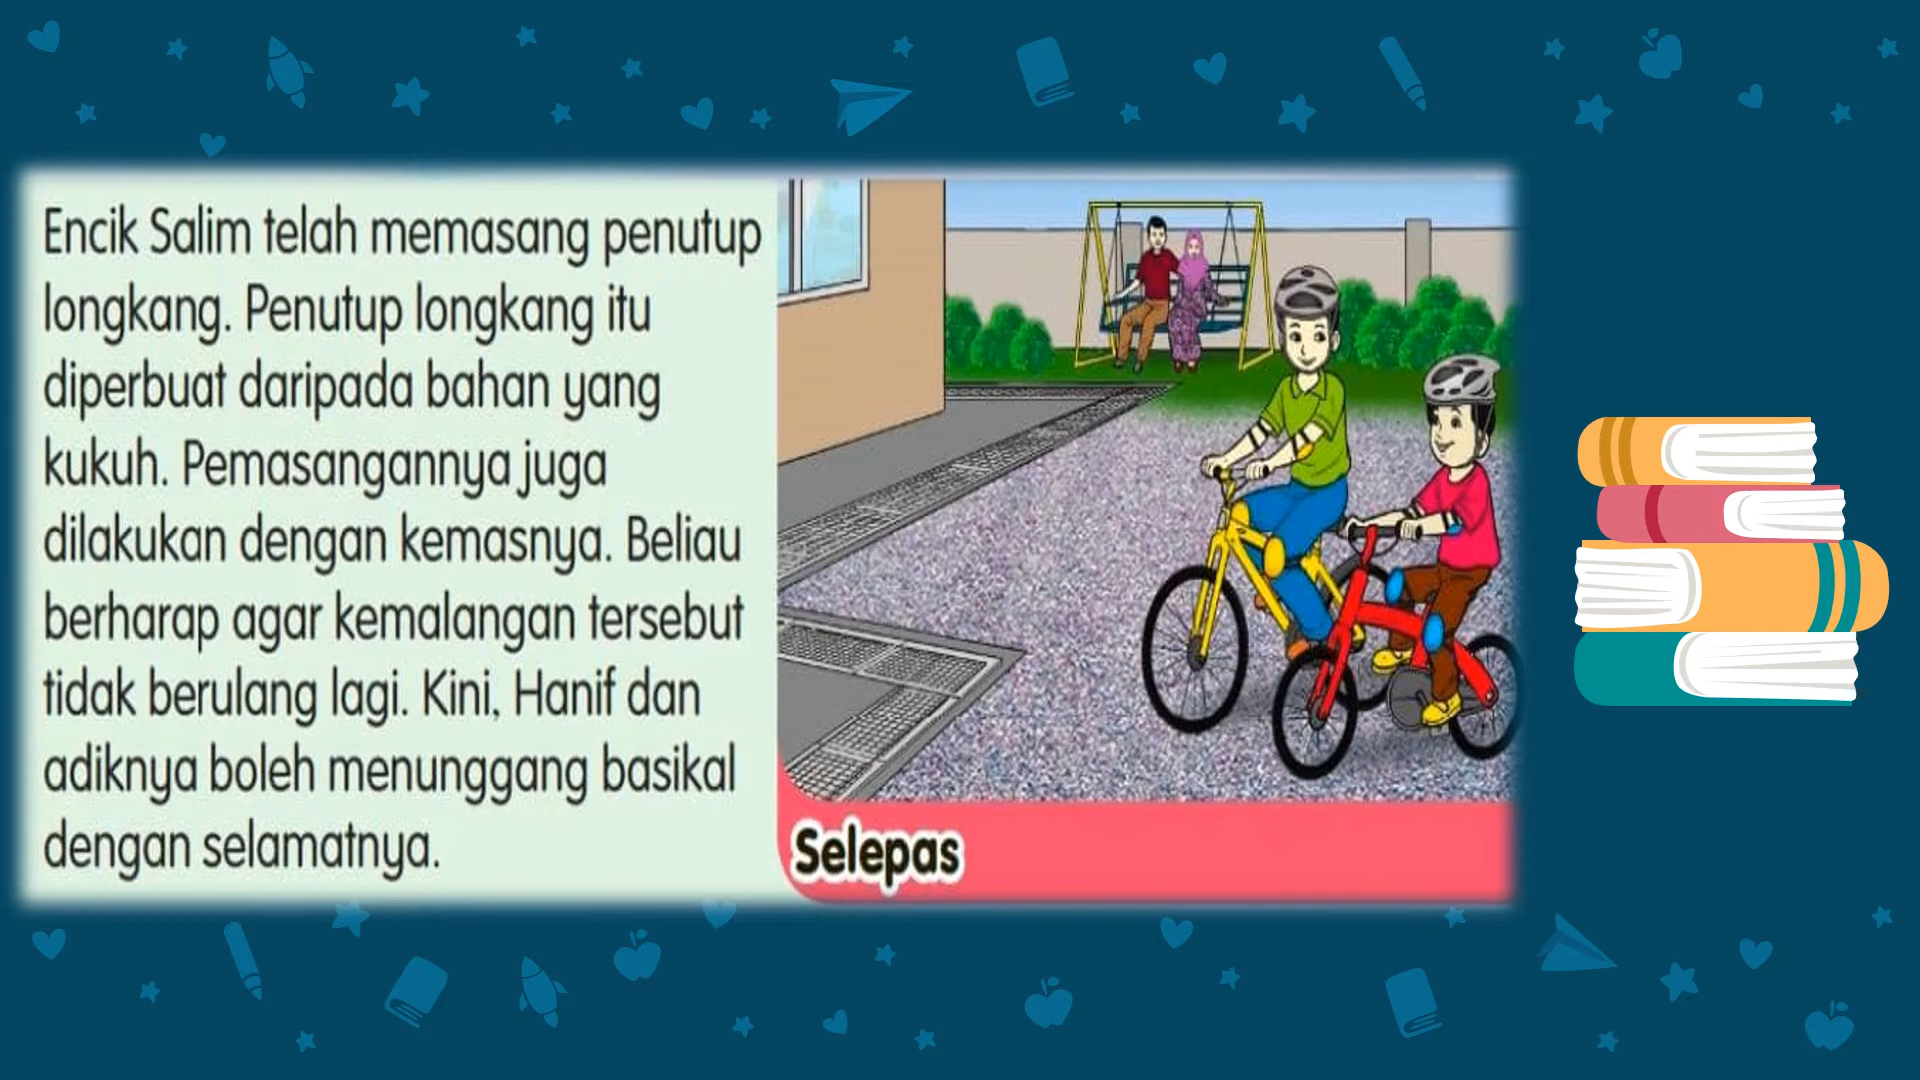 Encik Salim telah memasang penutup
longkang. Penutup longkang itu
diperbuat daripada bahan yang
kukuh. Pemasangannya juga
dilakukan dengan kemasnya. Beliau
berharap agar kemalangan tersebut
tidak berulang lagi. Kini, Hanif dan
adiknya boleh menunggang basikal
dengan selamatnya.
Selepas